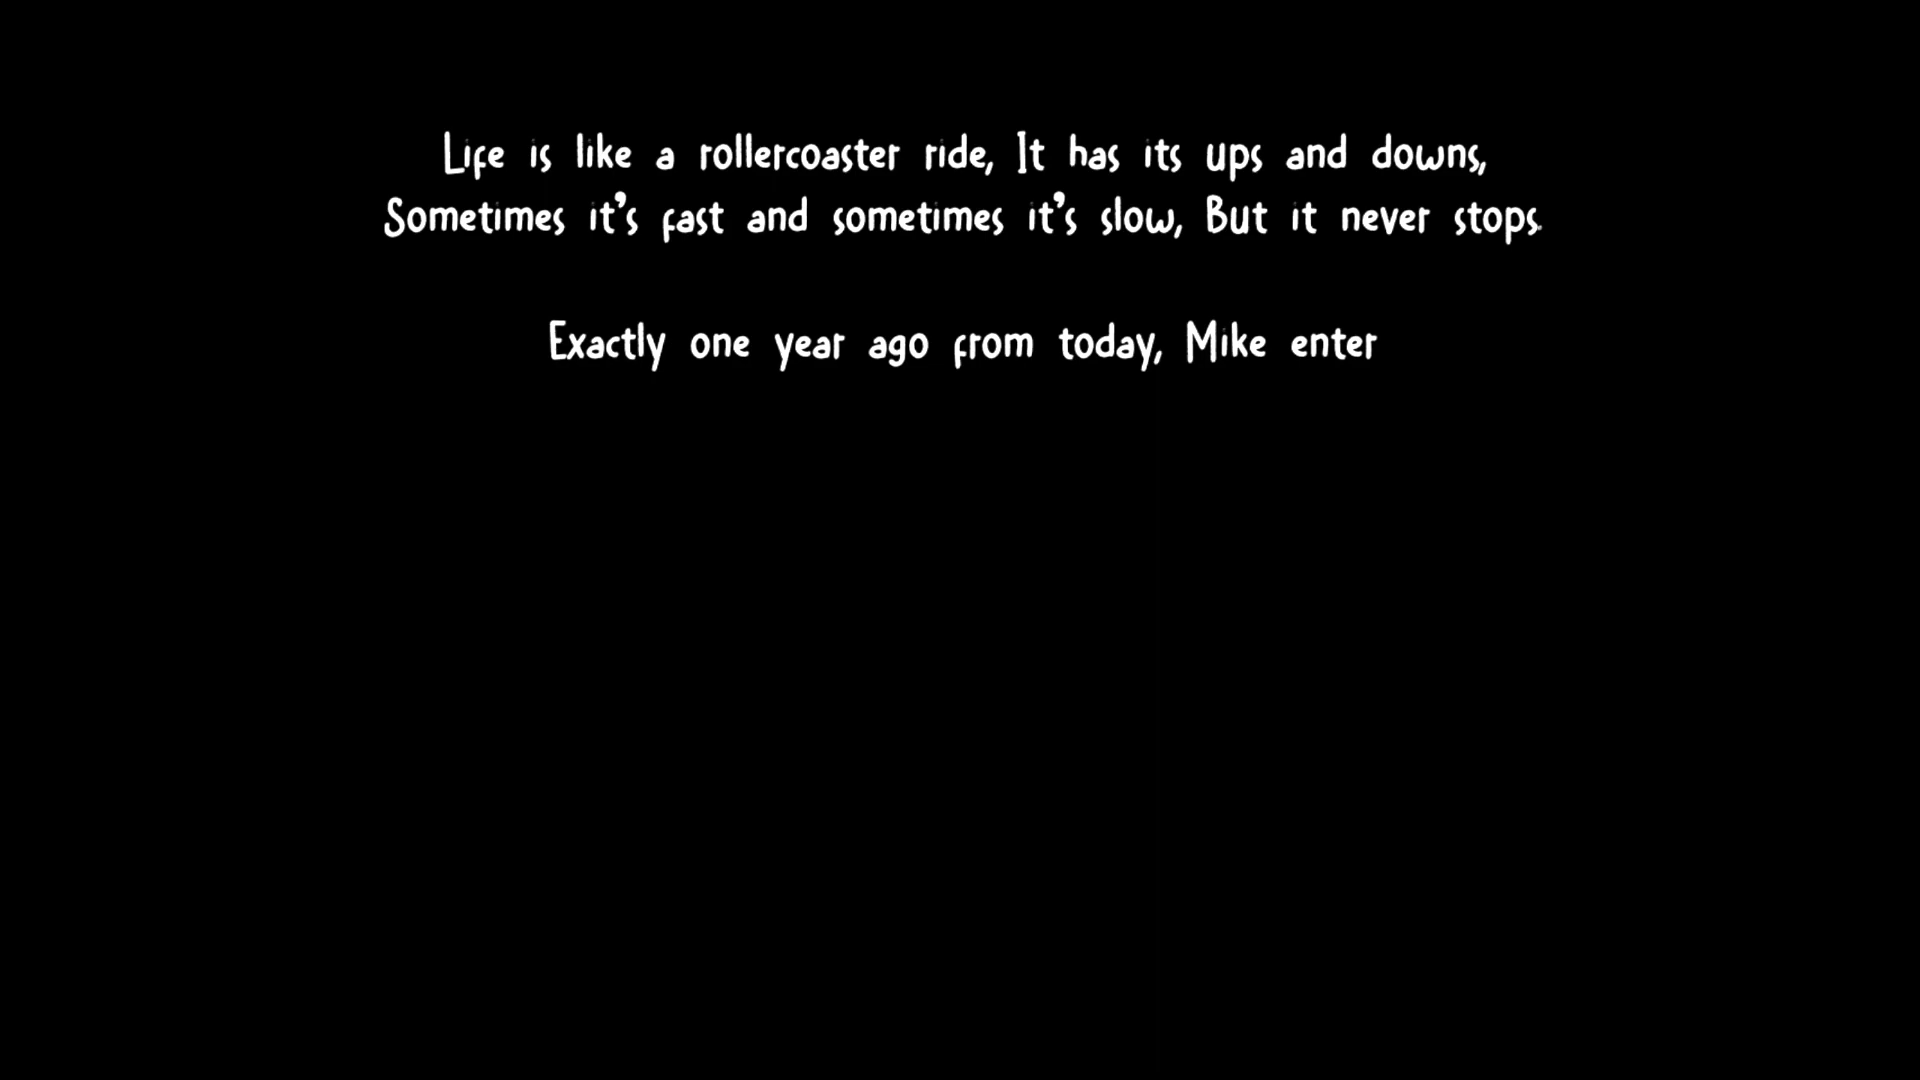 Life is like a rollercoaster ride, It has its ups and downs,
Sometimes it's fast and sometimes it's slow, But it never stops.
Exactly one year ago from today, Mike enter